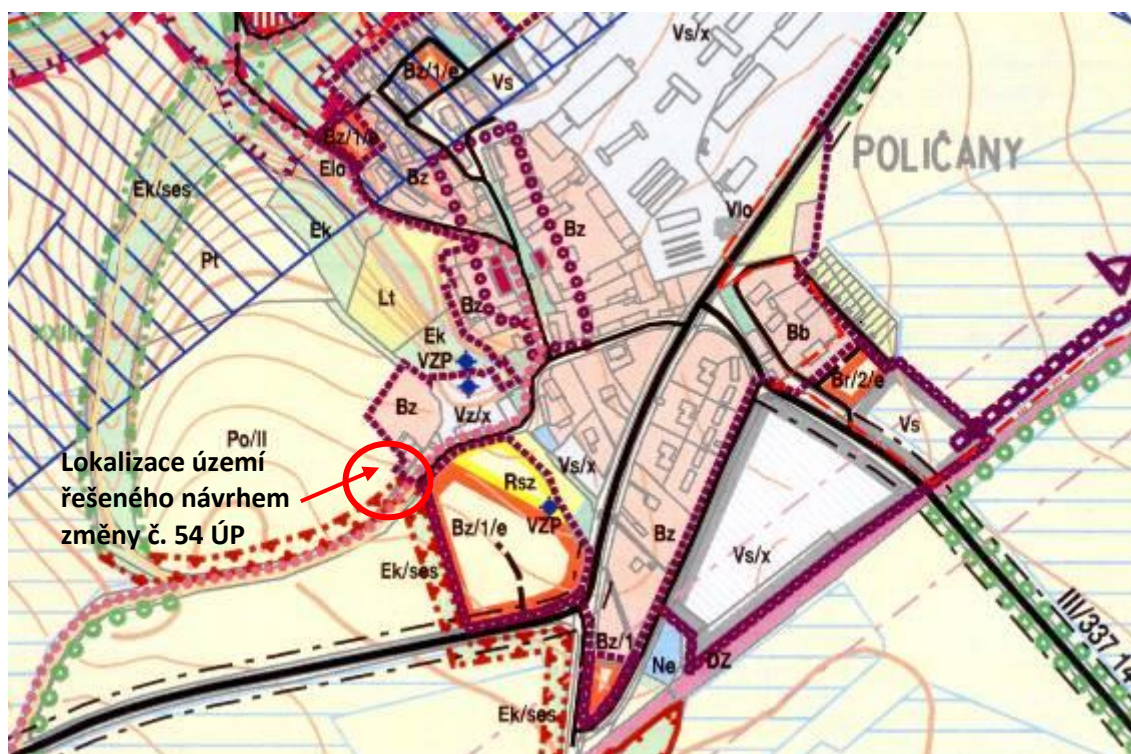 Vs/x
Bz/1/e
Vs
POLIČANY
Bz/1/e
Elo
Bz
Vlo
Ek/ses
Ek
Bz
Pt
Lt
Bz
Bb
Ek
VZP
Br/2/e
Bz
Vz/x
Vs
Po/II
Lokalizace území
řešeného návrhem
změny č. 54 ÚP
Rsz
Vs/x
Bz/1/e
VZP
Bz
Vs/x
Ek/ses
III/337 14
Bz/1
Ne
DZ
Ek/ses